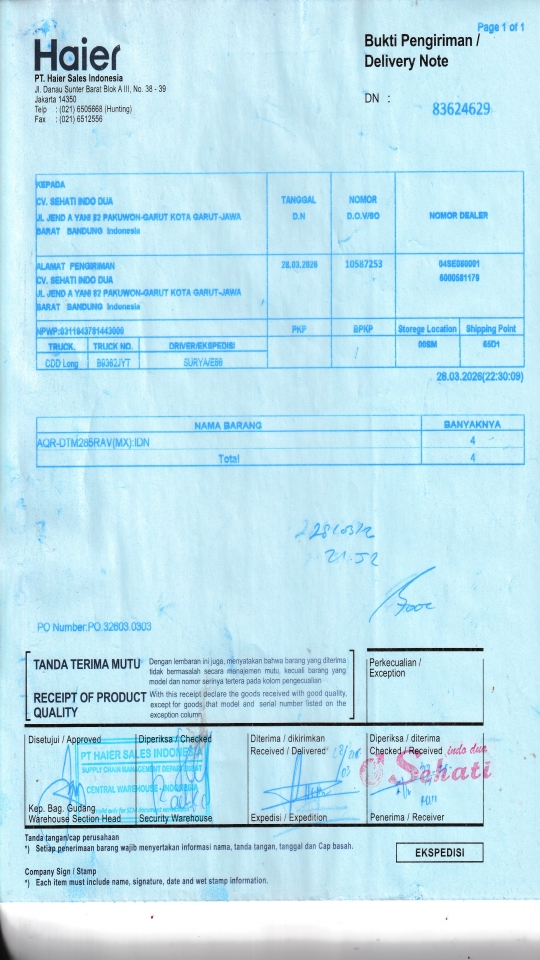 Page 1 of 1
Haier
Bukti Pengiriman /
Delivery Note
PT. Haier Sales Indonesia
Jl. Danau Sunter Barat Blok A III, No. 38 - 39
Jakarta 14350
Telp : (021) 6505668 (Hunting)
Fax : (021) 6512556
DN :
83624629
KEPADA
CV. SEHATI INDO DUA
JL JEND A YANI 82 PAKUWON-GARUT KOTA GARUT-JAWA
BARAT BANDUNG Indonesia
TANGGAL
D.N
NOMOR
D.O.V/SO
NOMOR DEALER
ALAMAT PENGIRIMAN
CV. SEHATI INDO DUA
JL JEND A YANI 82 PAKUWON-GARUT KOTA GARUT-JAWA
BARAT BANDUNG Indonesia
28.03.2026
10587253
NPWP:
PKP
BPKP
Storege Location
Shipping Point
TRUCK.
TRUCK NO.
DRIVER/EKSPEDISI
CDD Long
B9362JYT
28.03.2026(22:30:09)
NAMA BARANG
BANYAKNYA
AQR-DTM285RAV(MX):IDN
4
Total
4
21.52
PO Number:PO.32603.0303
TANDA TERIMA MUTU
Dengan lembaran ini juga, menyatakan bahwa barang yang diterima
tidak bermasalah secara manajemen mutu, kecuali barang yang
model dan nomor serinya tertera pada kolom pengecualian
RECEIPT OF PRODUCT
QUALITY
With this receipt declare the goods received with good quality,
except for goods that model and serial number listed on the
exception column
Perkecualian /
Exception
Disetujui / Approved
Diperiksa / Checked
Diterima / dikirimkan
Received / Delivered
Diperiksa / diterima
Checked / Received
PT HAIER SALES INDONESIA
SUPPLY CHAIN MANAGEMENT DEPARTMENT
CENTRAL WAREHOUSE - INDONESIA
indo dua
Sehati
Kep. Bag. Gudang
Warehouse Section Head
Security Warehouse
Expedisi / Expedition
Penerima / Receiver
Tanda tangan/cap perusahaan
*) Setiap penerimaan barang wajib menyertakan informasi nama, tanda tangan, tanggal dan Cap basah.
EKSPEDISI
Company Sign / Stamp
*) Each item must include name, signature, date and wet stamp information.